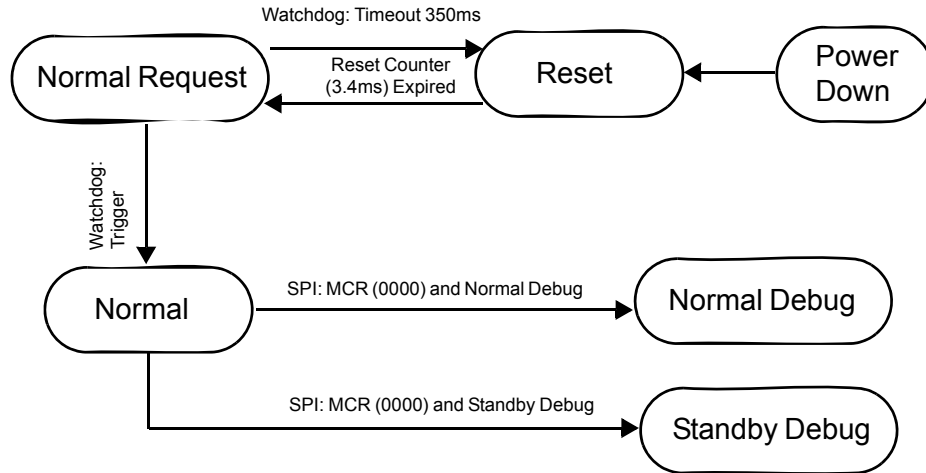 Watchdog: Timeout 350ms
Normal Request
Reset Counter
(3.4ms) Expired
Reset
Power
Down
Watchdog:
Trigger
Normal
SPI: MCR (0000) and Normal Debug
Normal Debug
SPI: MCR (0000) and Standby Debug
Standby Debug